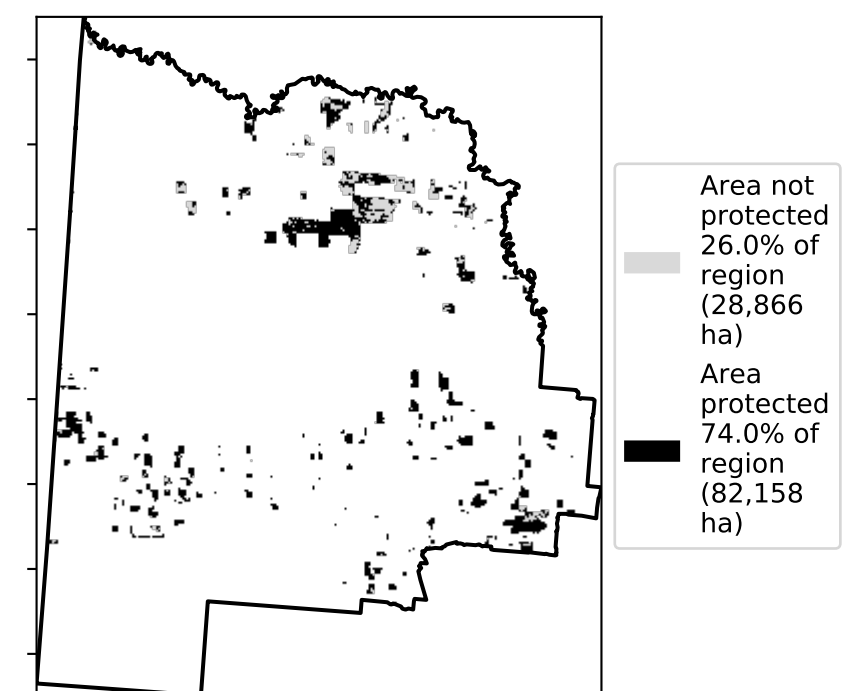 Area not
protected
26.0% of
region
(28,866
ha)
Area
protected
74.0% of
region
(82,158
ha)